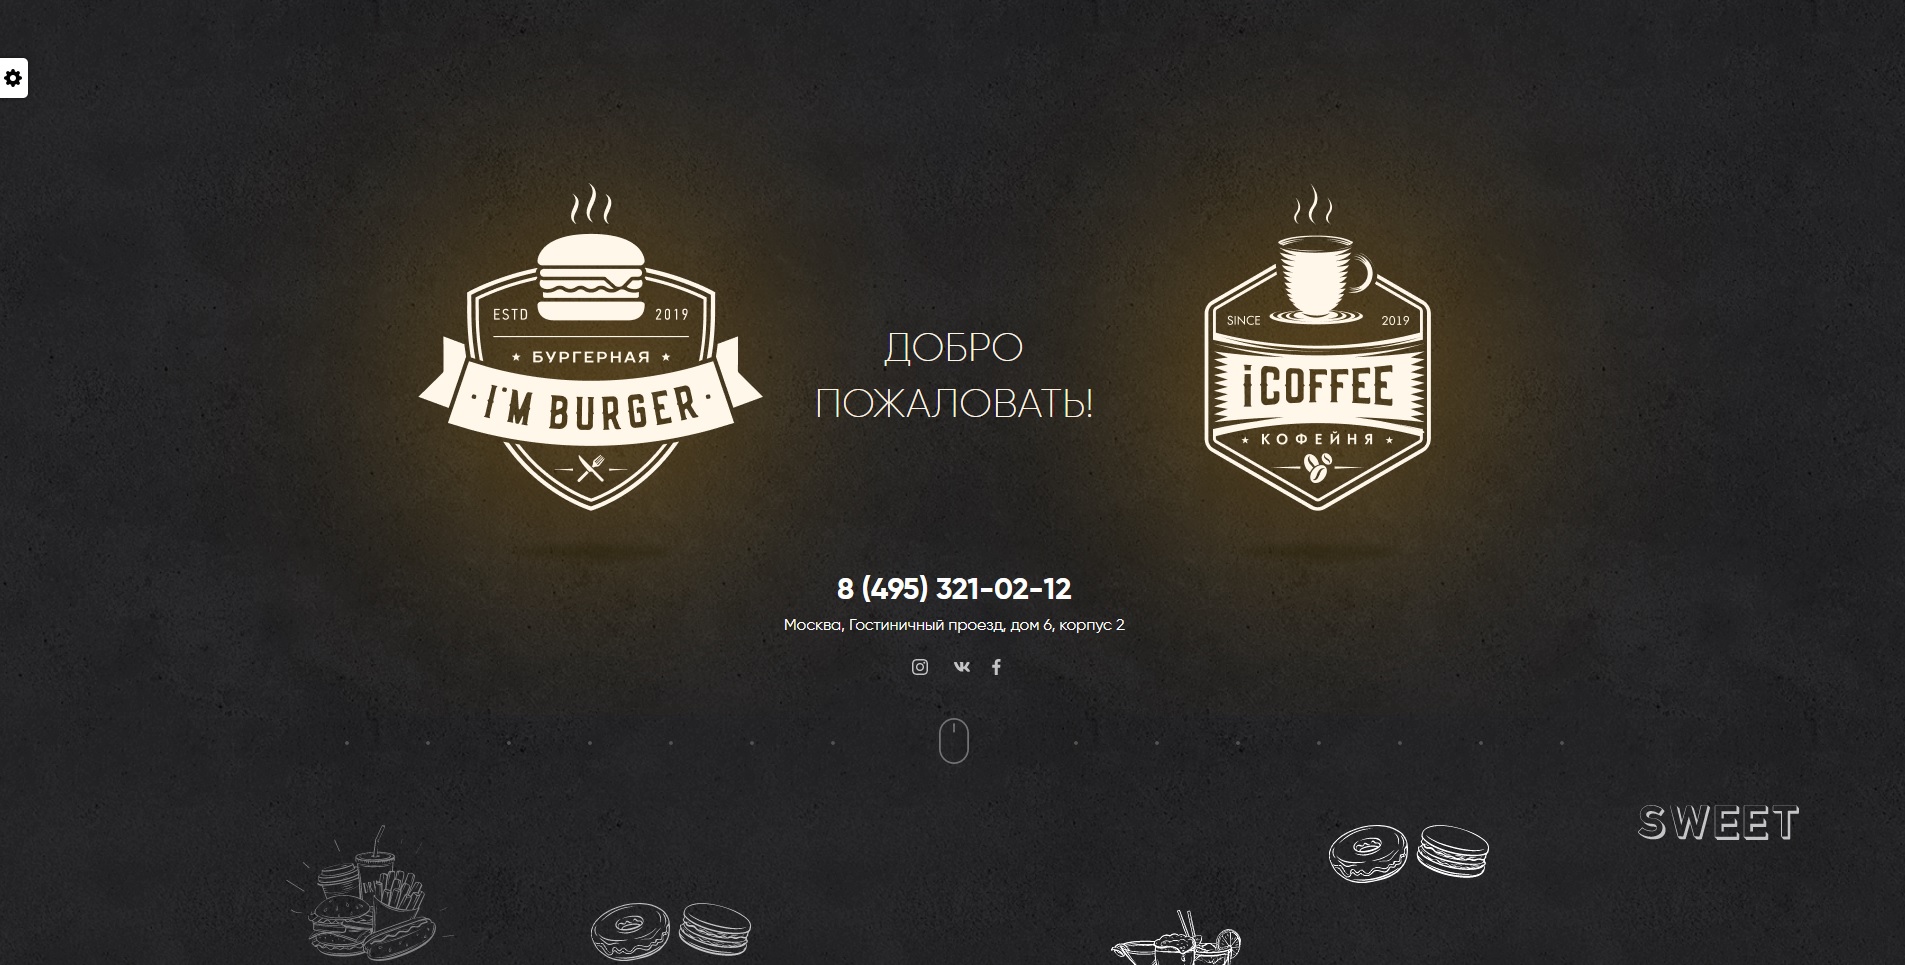 ESTD 2019
БУРГЕРНАЯ
I'M BURGER
ДОБРО
ПОЖАЛОВАТЬ!
SINCE 2019
iCOFFEE
КОФЕЙНЯ
8 (495) 321-02-12
Москва, Гостиничный проезд, дом 6, корпус 2
SWEET